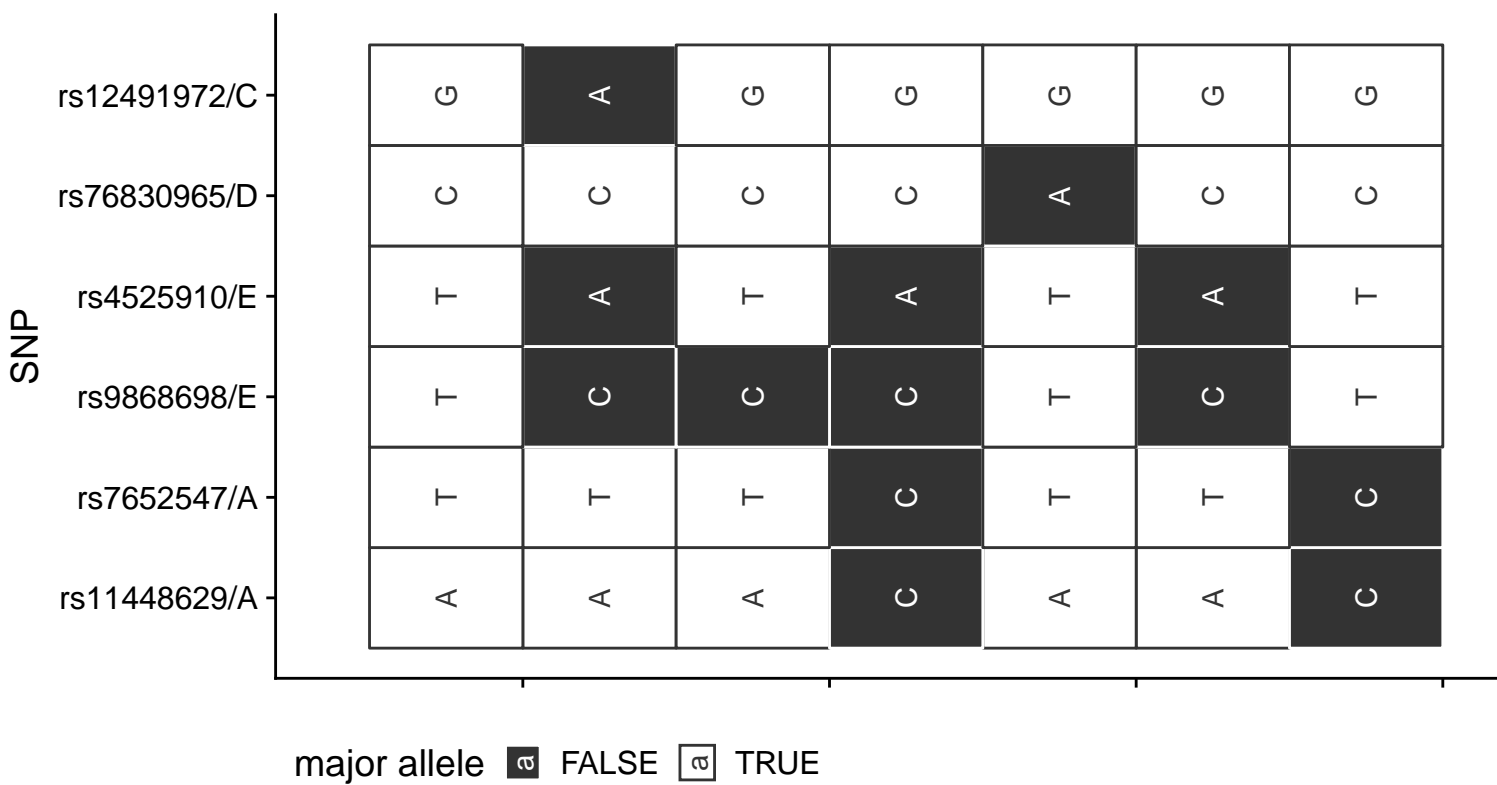 rs12491972/C G A G G G G G
rs76830965/D C C C C A C C
rs4525910/E T A T A T A T
rs9868698/E T C C C T C T
rs7652547/A T T T C T T C
rs11448629/A A A A C A A C
SNP
major allele a FALSE a TRUE